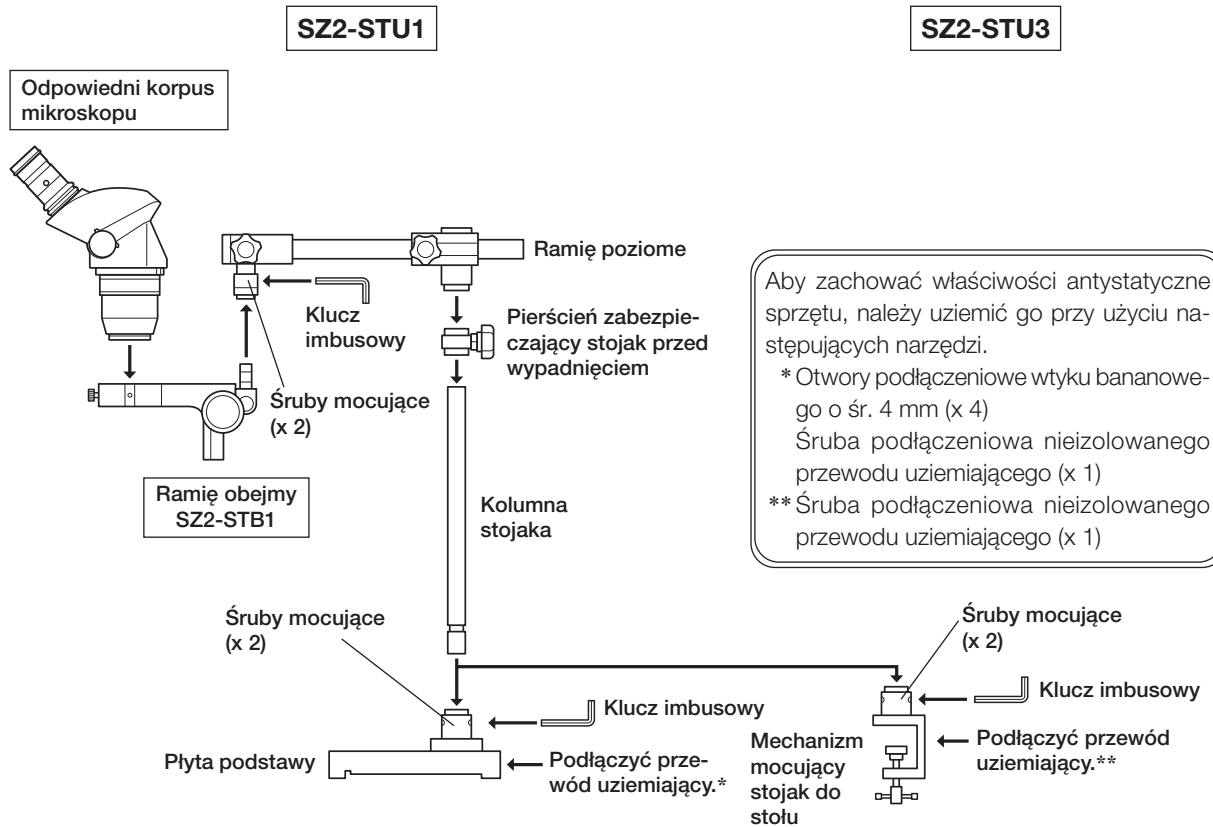 SZ2-STU1
SZ2-STU3
Odpowiedni korpus
mikroskopu
Ramię poziome
Klucz
imbusowy
Pierścień zabezpie-
czający stojak przed
wypadnięciem
Śruby mocujące
(x 2)
Ramię obejmy
SZ2-STB1
Kolumna
stojaka
Aby zachować właściwości antystatyczne
sprzętu, należy uziemić go przy użyciu na-
stępujących narzędzi.
* Otwory podłączeniowe wtyku bananowe-
go o śr. 4 mm (x 4)
Śruba podłączeniowa nieizolowanego
przewodu uziemiającego (x 1)
** Śruba podłączeniowa nieizolowanego
przewodu uziemiającego (x 1)
Śruby mocujące
(x 2)
Śruby mocujące
(x 2)
Klucz imbusowy
Klucz imbusowy
Płyta podstawy
Podłączyć prze-
wód uziemiający.*
Mechanizm
mocujący
stojak do
stołu
Podłączyć przewód
uziemiający.**